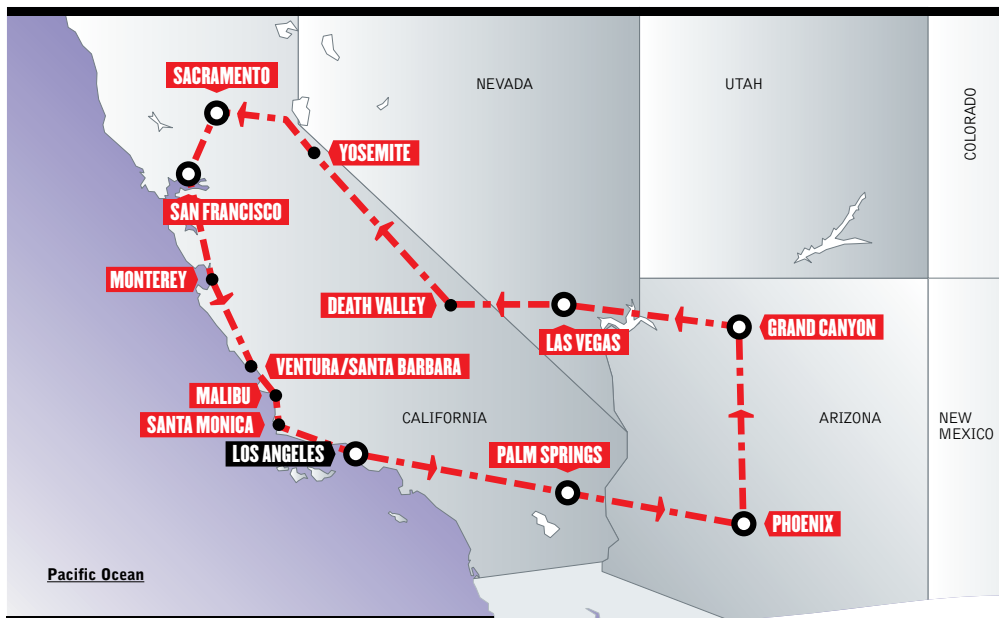 SACRAMENTO
NEVADA
UTAH
COLORADO
YOSEMITE
SAN FRANCISCO
MONTEREY
DEATH VALLEY
LAS VEGAS
GRAND CANYON
VENTURA/SANTA BARBARA
MALIBU
SANTA MONICA
CALIFORNIA
ARIZONA
NEW
MEXICO
LOS ANGELES
PALM SPRINGS
PHOENIX
Pacific Ocean